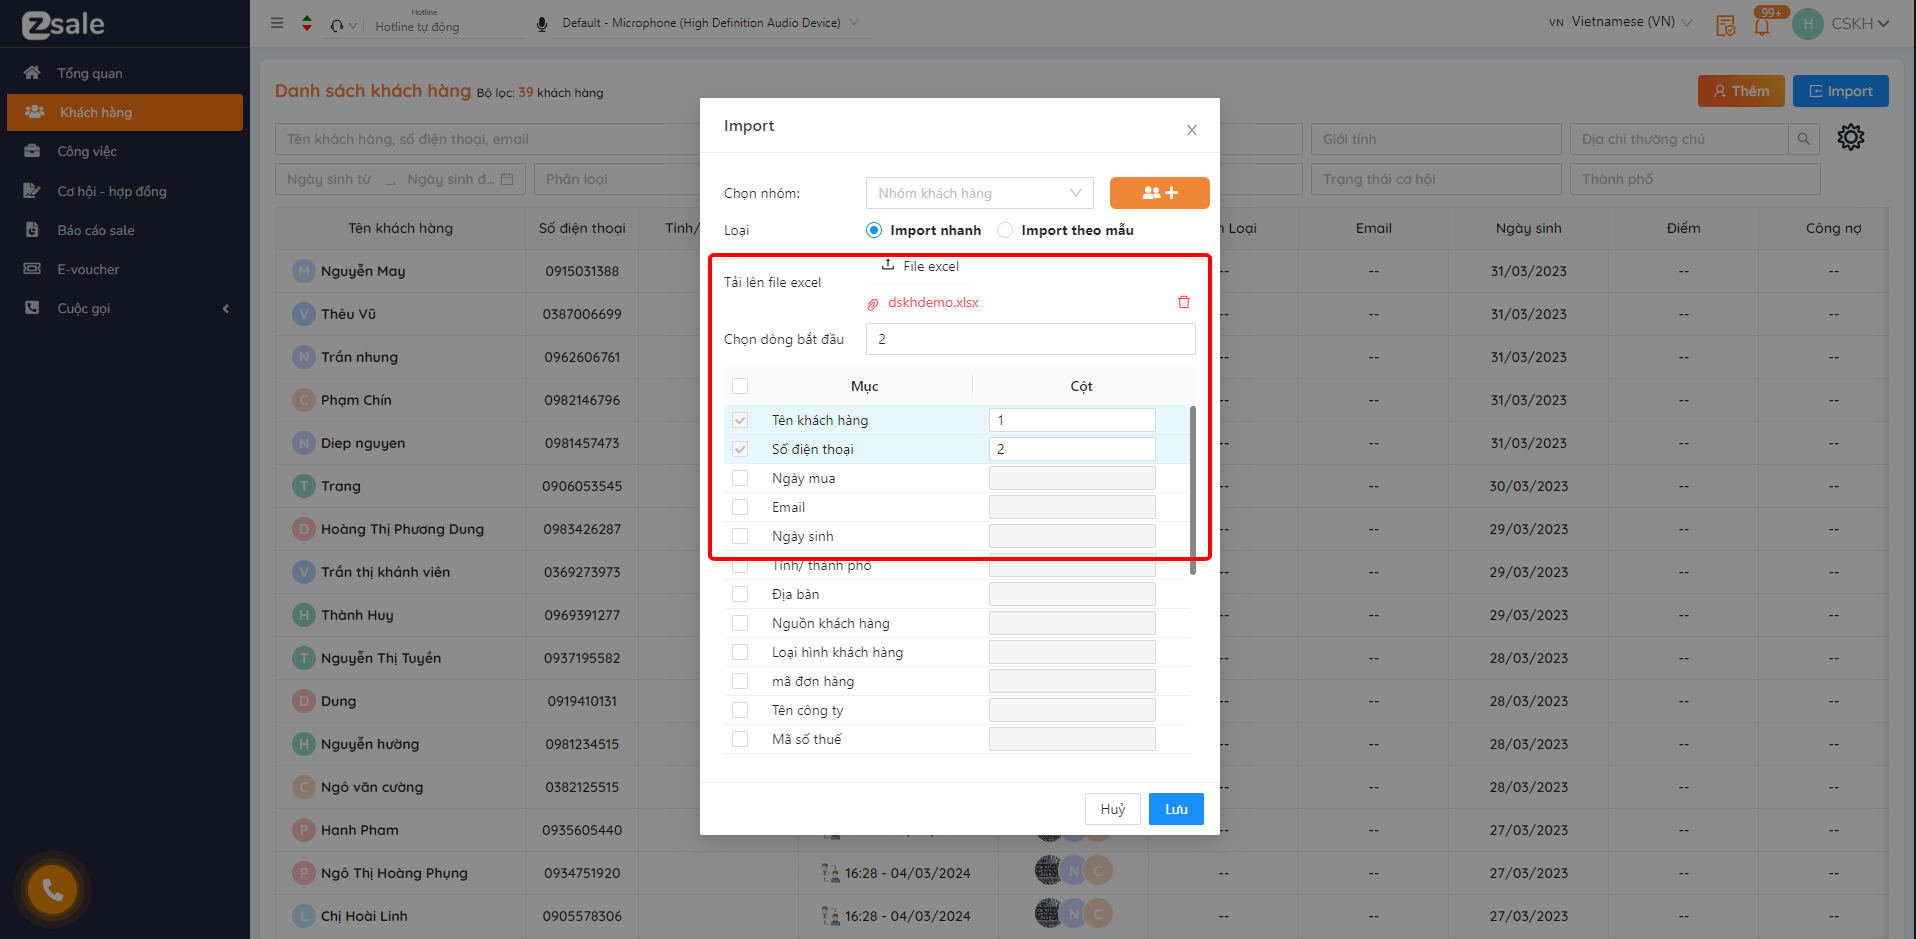 zsale
Hotline
Hotline tự động
Default - Microphone (High Definition Audio Device)
VN Vietnamese (VN)
99+
H CSKH
Tổng quan
Khách hàng
Công việc
Cơ hội - hợp đồng
Báo cáo sale
E-voucher
Cuộc gọi
Danh sách khách hàng Bộ lọc: 39 khách hàng
Thêm Import
Tên khách hàng, số điện thoại, email
Giới tính
Địa chỉ thường chú
Ngày sinh từ Ngày sinh đ...
Phân loại
Trạng thái cơ hội
Thành phố
Tên khách hàng Số điện thoại Tỉnh/ Loại Email Ngày sinh Điểm Công nợ
M Nguyễn May 0915031388 -- -- 31/03/2023 -- --
V Thêu Vũ 0387006699 -- -- 31/03/2023 -- --
N Trần nhung 0962606761 -- -- 31/03/2023 -- --
C Phạm Chín 0982146796 -- -- 31/03/2023 -- --
N Diep nguyen 0981457473 -- -- 31/03/2023 -- --
T Trang 0906053545 -- -- 30/03/2023 -- --
D Hoàng Thị Phương Dung 0983426287 -- -- 29/03/2023 -- --
V Trần thị khánh viên 0369273973 -- -- 29/03/2023 -- --
H Thành Huy 0969391277 -- -- 29/03/2023 -- --
T Nguyễn Thị Tuyền 0937195582 -- -- 28/03/2023 -- --
D Dung 0919410131 -- -- 28/03/2023 -- --
H Nguyễn hường 0981234515 -- -- 28/03/2023 -- --
C Ngô văn cường 0382125515 -- -- 28/03/2023 -- --
P Hanh Pham 0935605440 -- -- 27/03/2023 -- --
P Ngô Thị Hoàng Phụng 0934751920 16:28 - 04/03/2024 N C -- -- 27/03/2023 -- --
L Chị Hoài Linh 0905578306 16:28 - 04/03/2024 N C -- -- 27/03/2023 -- --
Import
Chọn nhóm: Nhóm khách hàng
Loại Import nhanh Import theo mẫu
File excel
Tải lên file excel
dskhdemo.xlsx
Chọn dòng bắt đầu 2
Mục Cột
Tên khách hàng 1
Số điện thoại 2
Ngày mua
Email
Ngày sinh
Tỉnh/ thành phố
Địa bàn
Nguồn khách hàng
Loại hình khách hàng
mã đơn hàng
Tên công ty
Mã số thuế
Huỷ Lưu